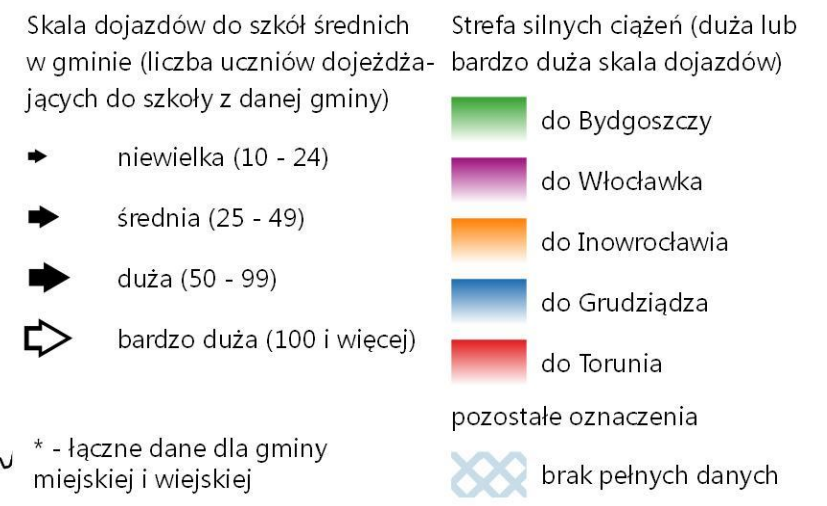 Skala dojazdów do szkół średnich
w gminie (liczba uczniów dojeżdża-
jących do szkoły z danej gminy)
niewielka (10 - 24)
średnia (25 - 49)
duża (50 - 99)
bardzo duża (100 i więcej)
* - łączne dane dla gminy
miejskiej i wiejskiej
Strefa silnych ciążeń (duża lub
bardzo duża skala dojazdów)
do Bydgoszczy
do Włocławka
do Inowrocławia
do Grudziądza
do Torunia
pozostałe oznaczenia
brak pełnych danych